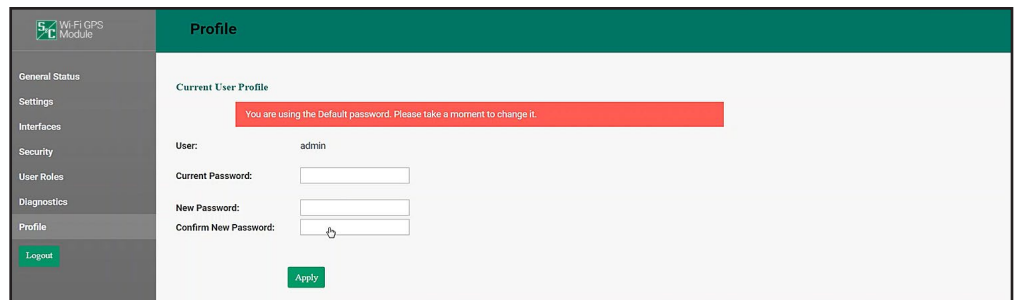 S&C Wi-Fi GPS
Module
Profile
General Status
Settings
Interfaces
Security
User Roles
Diagnostics
Profile
Logout
Current User Profile
You are using the Default password. Please take a moment to change it.
User: admin
Current Password:
New Password:
Confirm New Password:
Apply